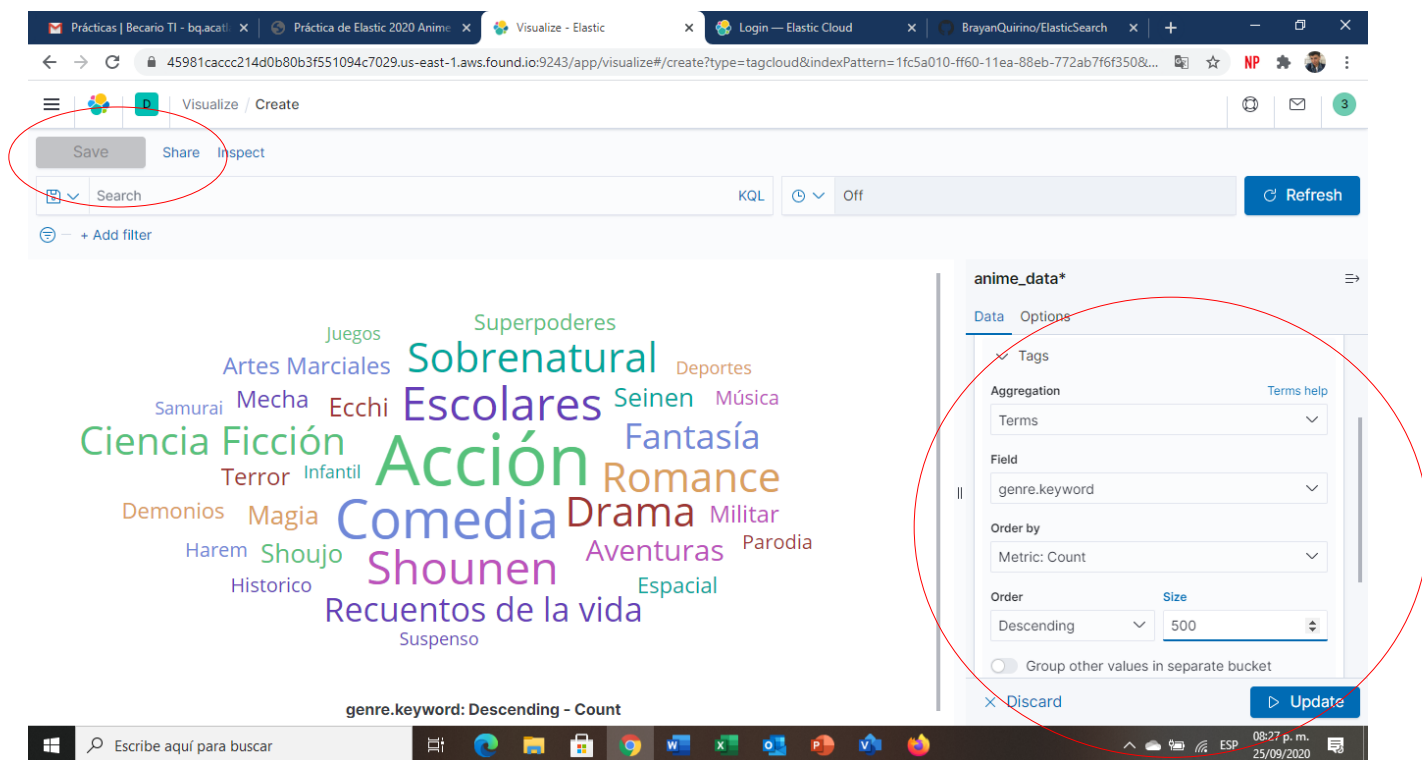 Prácticas | Becario TI - bq.acatl
Práctica de Elastic 2020 Anime
Visualize - Elastic
Login — Elastic Cloud
BrayanQuirino/ElasticSearch
45981caccc214d0b80b3f551094c7029.us-east-1.aws.found.io:9243/app/visualize#/create?type=tagcloud&indexPattern=1fc5a010-ff60-11ea-88eb-772ab7f6f350&...
NP
D
Visualize / Create
3
Save Share Inspect
Search KQL Off Refresh
+ Add filter
Superpoderes
Juegos
Sobrenatural
Artes Marciales
Deportes
Mecha
Samurai
Ecchi
Escolares
Seinen
Música
Ciencia Ficción
Fantasía
Acción
Terror
Infantil
Romance
Demonios
Magia
Comedia
Drama
Militar
Harem
Shoujo
Shounen
Aventuras
Parodia
Historico
Espacial
Recuentos de la vida
Suspenso
genre.keyword: Descending - Count
anime_data*
Data Options
Tags
Aggregation Terms help
Terms
Field
genre.keyword
Order by
Metric: Count
Order Size
Descending 500
Group other values in separate bucket
Discard Update
Escribe aquí para buscar
ESP
08:27 p. m.
25/09/2020